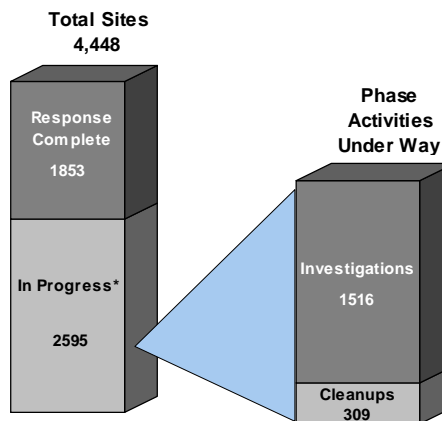 Total Sites
4,448
Response
Complete
1853
In Progress*
2595
Phase
Activities
Under Way
Investigations
1516
Cleanups
309